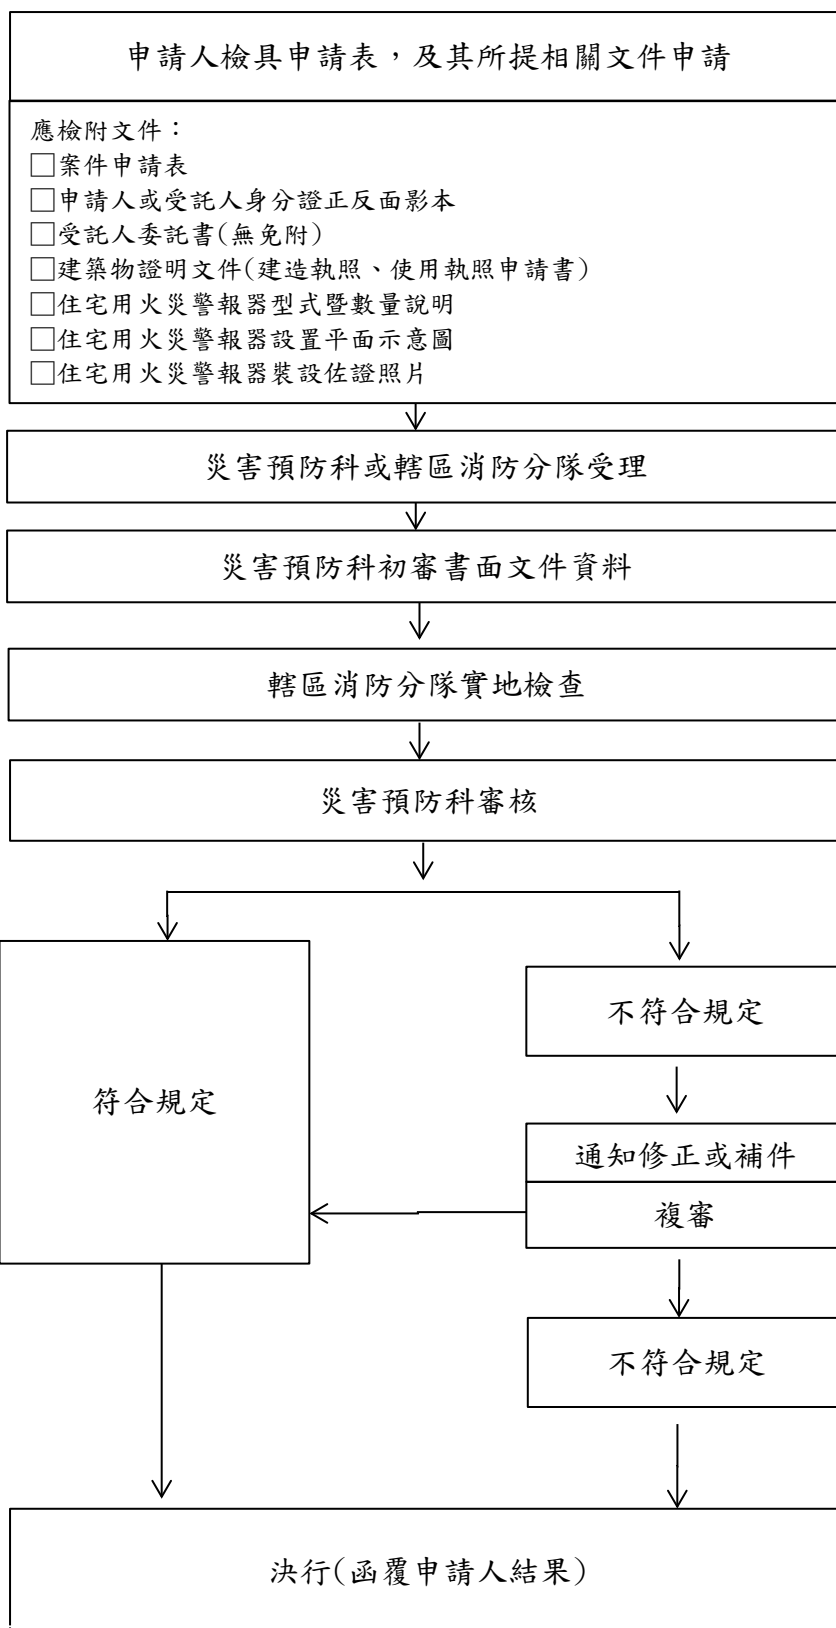 申請人檢具申請表，及其所提相關文件申請
應檢附文件：
□案件申請表
□申請人或受託人身分證正反面影本
□受託人委託書(無免附)
□建築物證明文件(建造執照、使用執照申請書)
□住宅用火災警報器型式暨數量說明
□住宅用火災警報器設置平面示意圖
□住宅用火災警報器裝設佐證照片
災害預防科或轄區消防分隊受理
災害預防科初審書面文件資料
轄區消防分隊實地檢查
災害預防科審核
不符合規定
符合規定
通知修正或補件
複審
不符合規定
決行(函覆申請人結果)